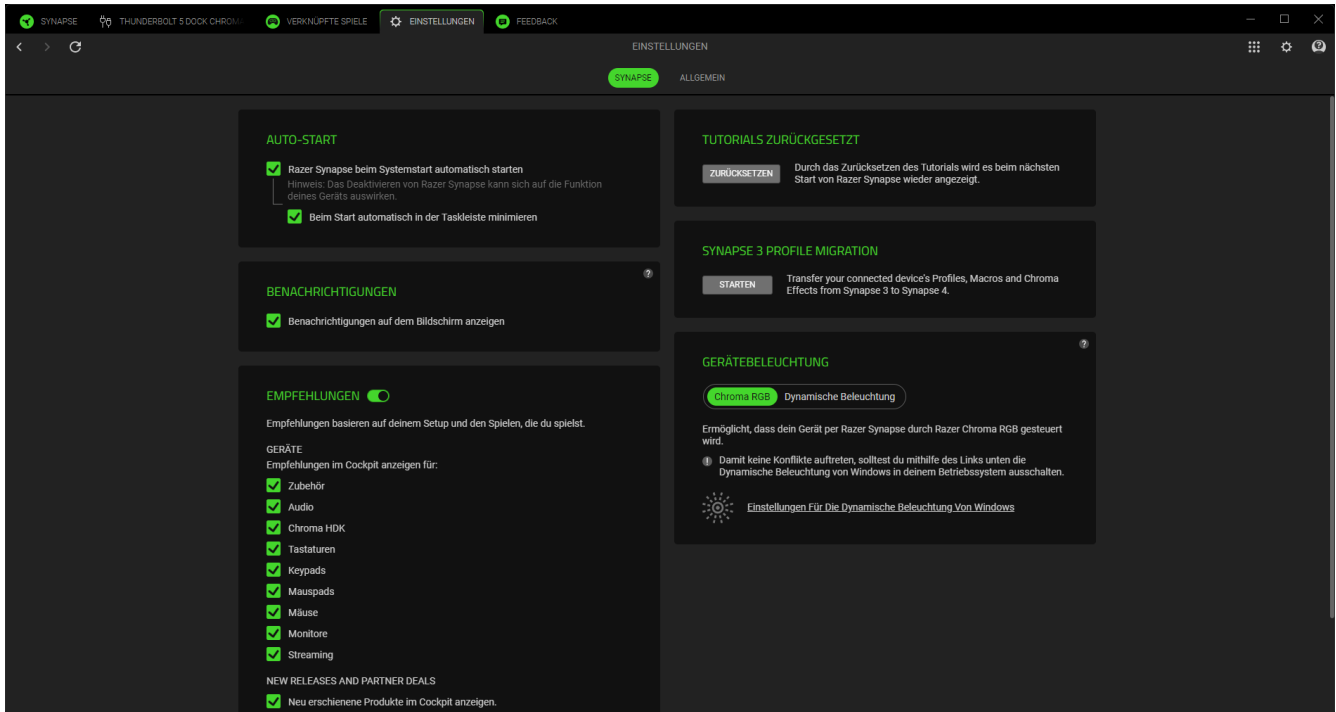 SYNAPSE
THUNDERBOLT 5 DOCK CHROM
VERKNÜPFTE SPIELE
EINSTELLUNGEN
FEEDBACK
EINSTELLUNGEN
SYNAPSE
ALLGEMEIN
AUTO-START
Razer Synapse beim Systemstart automatisch starten
Hinweis: Das Deaktivieren von Razer Synapse kann sich auf die Funktion
deines Geräts auswirken.
Beim Start automatisch in der Taskleiste minimieren
BENACHRICHTIGUNGEN
Benachrichtigungen auf dem Bildschirm anzeigen
EMPFEHLUNGEN
Empfehlungen basieren auf deinem Setup und den Spielen, die du spielst.
GERÄTE
Empfehlungen im Cockpit anzeigen für:
Zubehör
Audio
Chroma HDK
Tastaturen
Keypads
Mauspads
Mäuse
Monitore
Streaming
NEW RELEASES AND PARTNER DEALS
Neu erschienene Produkte im Cockpit anzeigen.
TUTORIALS ZURÜCKGESETZT
ZURÜCKSETZEN
Durch das Zurücksetzen des Tutorials wird es beim nächsten
Start von Razer Synapse wieder angezeigt.
SYNAPSE 3 PROFILE MIGRATION
STARTEN
Transfer your connected device's Profiles, Macros and Chroma
Effects from Synapse 3 to Synapse 4.
GERÄTEBELEUCHTUNG
Chroma RGB
Dynamische Beleuchtung
Ermöglicht, dass dein Gerät per Razer Synapse durch Razer Chroma RGB gesteuert
wird.
Damit keine Konflikte auftreten, solltest du mithilfe des Links unten die
Dynamische Beleuchtung von Windows in deinem Betriebssystem ausschalten.
Einstellungen Für Die Dynamische Beleuchtung Von Windows